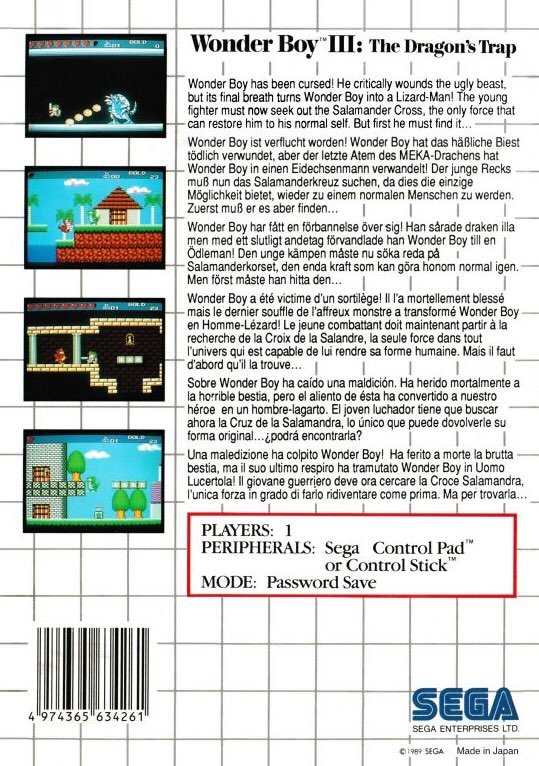 Wonder Boy™ III: The Dragon's Trap
Wonder Boy has been cursed! He critically wounds the ugly beast,
but its final breath turns Wonder Boy into a Lizard-Man! The young
fighter must now seek out the Salamander Cross, the only force that
can restore him to his normal self. But first he must find it...
Wonder Boy ist verflucht worden! Wonder Boy hat das häßliche Biest
tödlich verwundet, aber der letzte Atem des MEKA-Drachens hat
Wonder Boy in einen Eidechsenmann verwandelt! Der junge Recks
muß nun das Salamanderkreuz suchen, da dies die einzige
Möglichkeit bietet, wieder zu einem normalen Menschen zu werden.
Zuerst muß er es aber finden...
Wonder Boy har fått en förbannelse över sig! Han sårade draken illa
men med ett slutligt andetag förvandlade han Wonder Boy till en
Ödleman! Den unge kämpen måste nu söka reda på
Salamanderkorset, den enda kraft som kan göra honom normal igen.
Men först måste han hitta den...
Wonder Boy a été victime d'un sortilège! Il l'a mortellement blessé
mais le dernier souffle de l'affreux monstre a transformé Wonder Boy
en Homme-Lézard! Le jeune combattant doit maintenant partir à la
recherche de la Croix de la Salandre, la seule force dans tout
l'univers qui est capable de lui rendre sa forme humaine. Mais il faut
d'abord qu'il la trouve...
Sobre Wonder Boy ha caído una maldición. Ha herido mortalmente a
la horrible bestia, pero el aliento de ésta ha convertido a nuestro
héroe en un hombre-lagarto. El joven luchador tiene que buscar
ahora la Cruz de la Salamandra, lo único que puede dovolverle su
forma original...¿podrá encontrarla?
Una maledizione ha colpito Wonder Boy! Ha ferito a morte la brutta
bestia, ma il suo ultimo respiro ha tramutato Wonder Boy in Uomo
Lucertola! Il giovane guerriero deve ora cercare la Croce Salamandra,
l'unica forza in grado di farlo ridiventare come prima. Ma per trovarla...
PLAYERS: 1
PERIPHERALS: Sega Control Pad™
or Control Stick™
MODE: Password Save
GOLD
01 0
GOLD
00 23
GOLD
01 23
GOLD
01 23
4 974365 634261
SEGA
SEGA ENTERPRISES LTD.
© 1989 SEGA Made in Japan